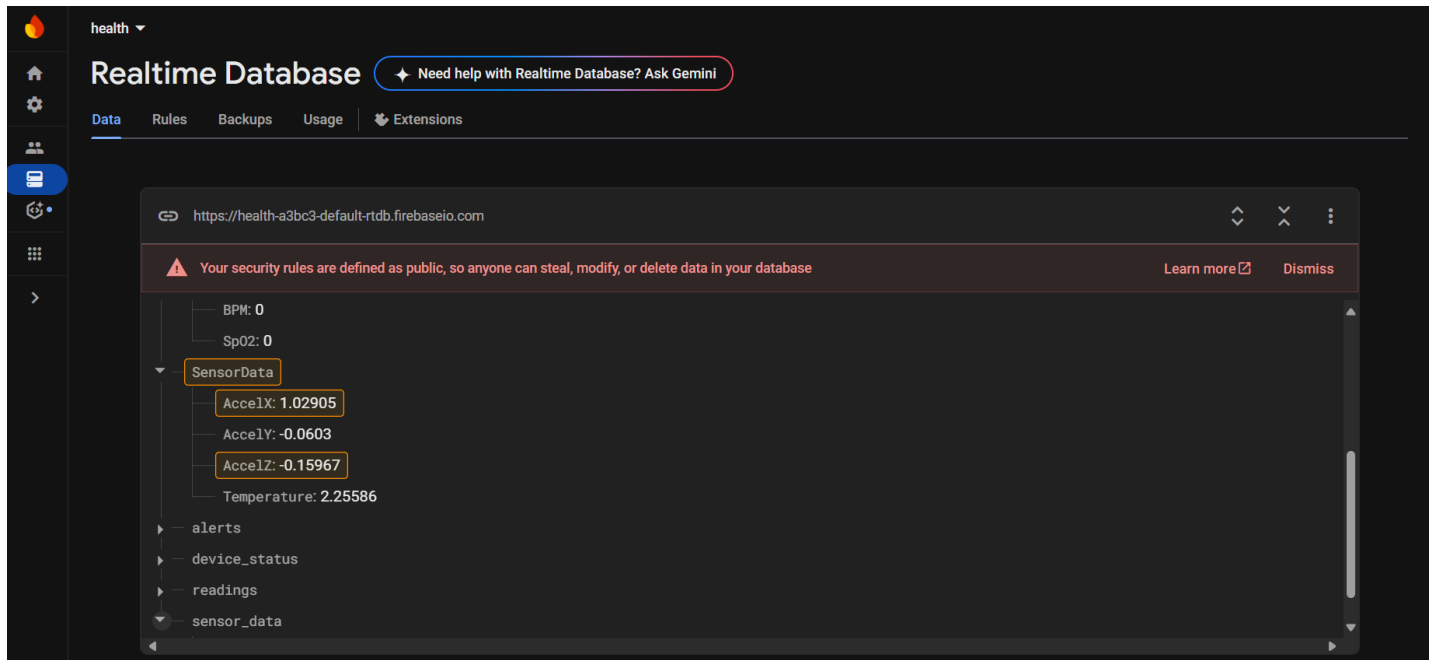 health
Realtime Database
Need help with Realtime Database? Ask Gemini
Data Rules Backups Usage Extensions
https://health-a3bc3-default-rtdb.firebaseio.com
Your security rules are defined as public, so anyone can steal, modify, or delete data in your database Learn more Dismiss
BPM: 0
SpO2: 0
SensorData
AccelX: 1.02905
AccelY: -0.0603
AccelZ: -0.15967
Temperature: 2.25586
alerts
device_status
readings
sensor_data